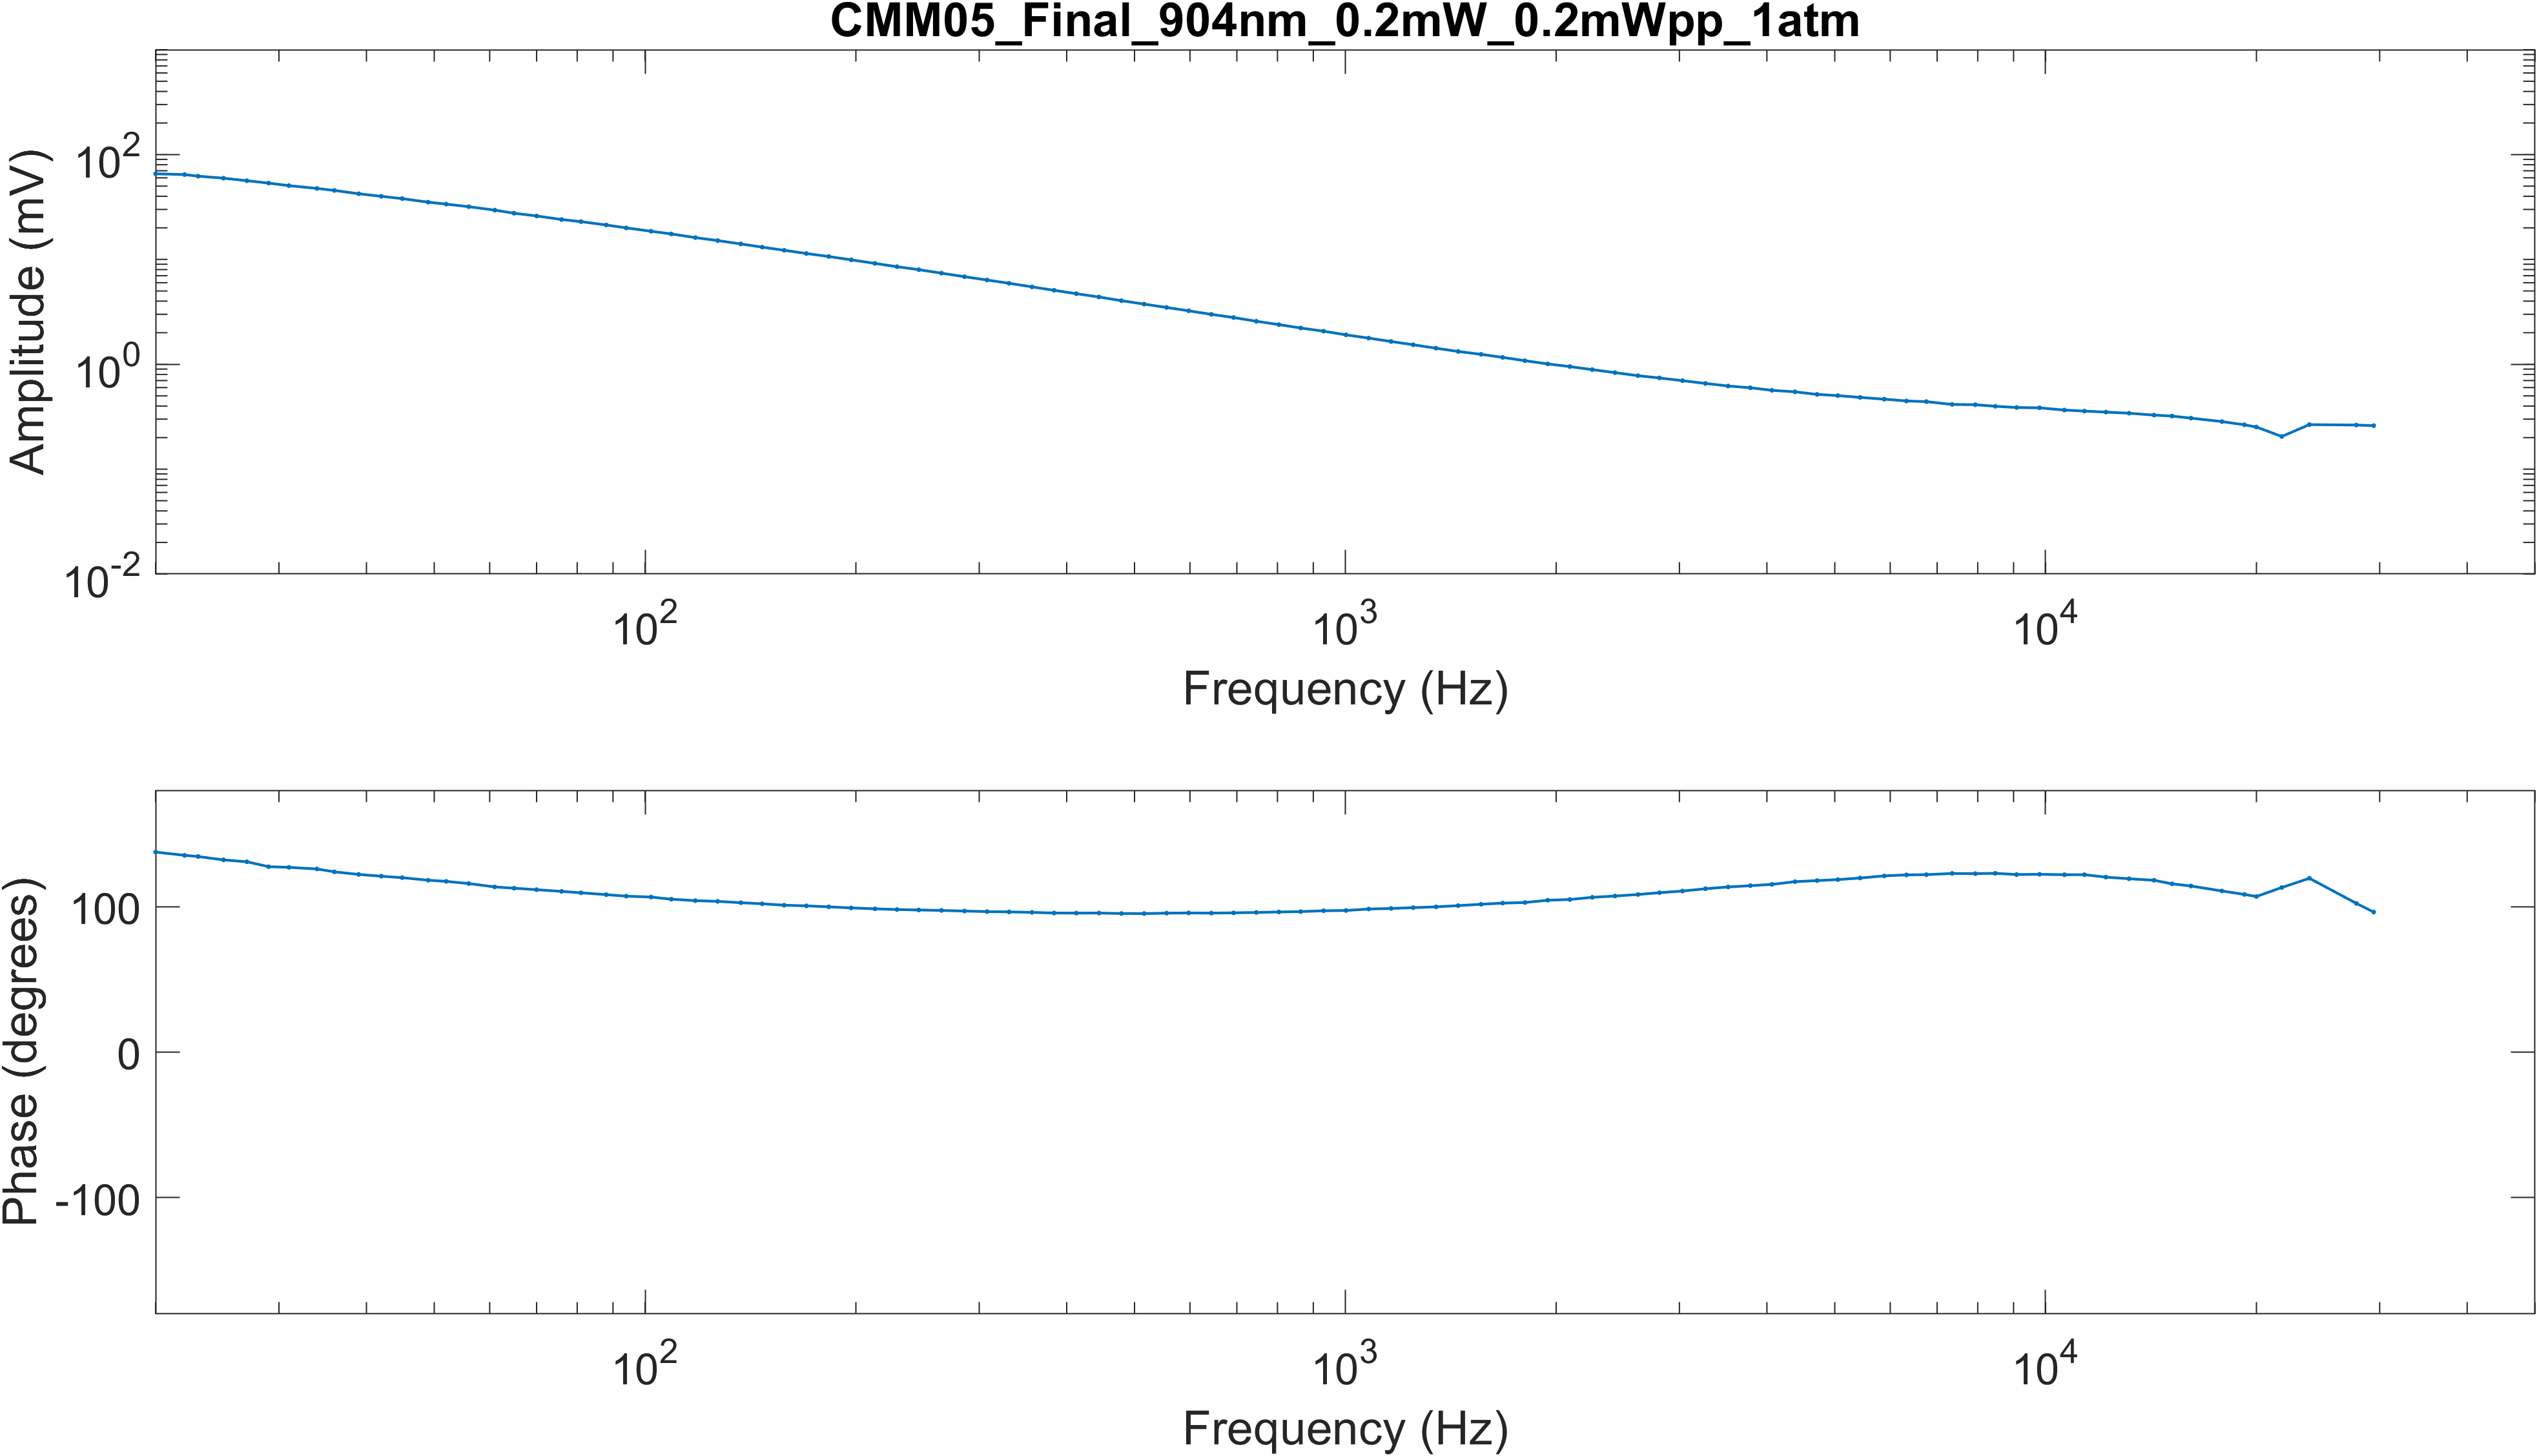 CMM05_Final_904nm_0.2mW_0.2mWpp_1atm
Amplitude (mV)
10^2
10^0
10^-2
10^2 10^3 10^4
Frequency (Hz)
Phase (degrees)
100
0
-100
10^2 10^3 10^4
Frequency (Hz)